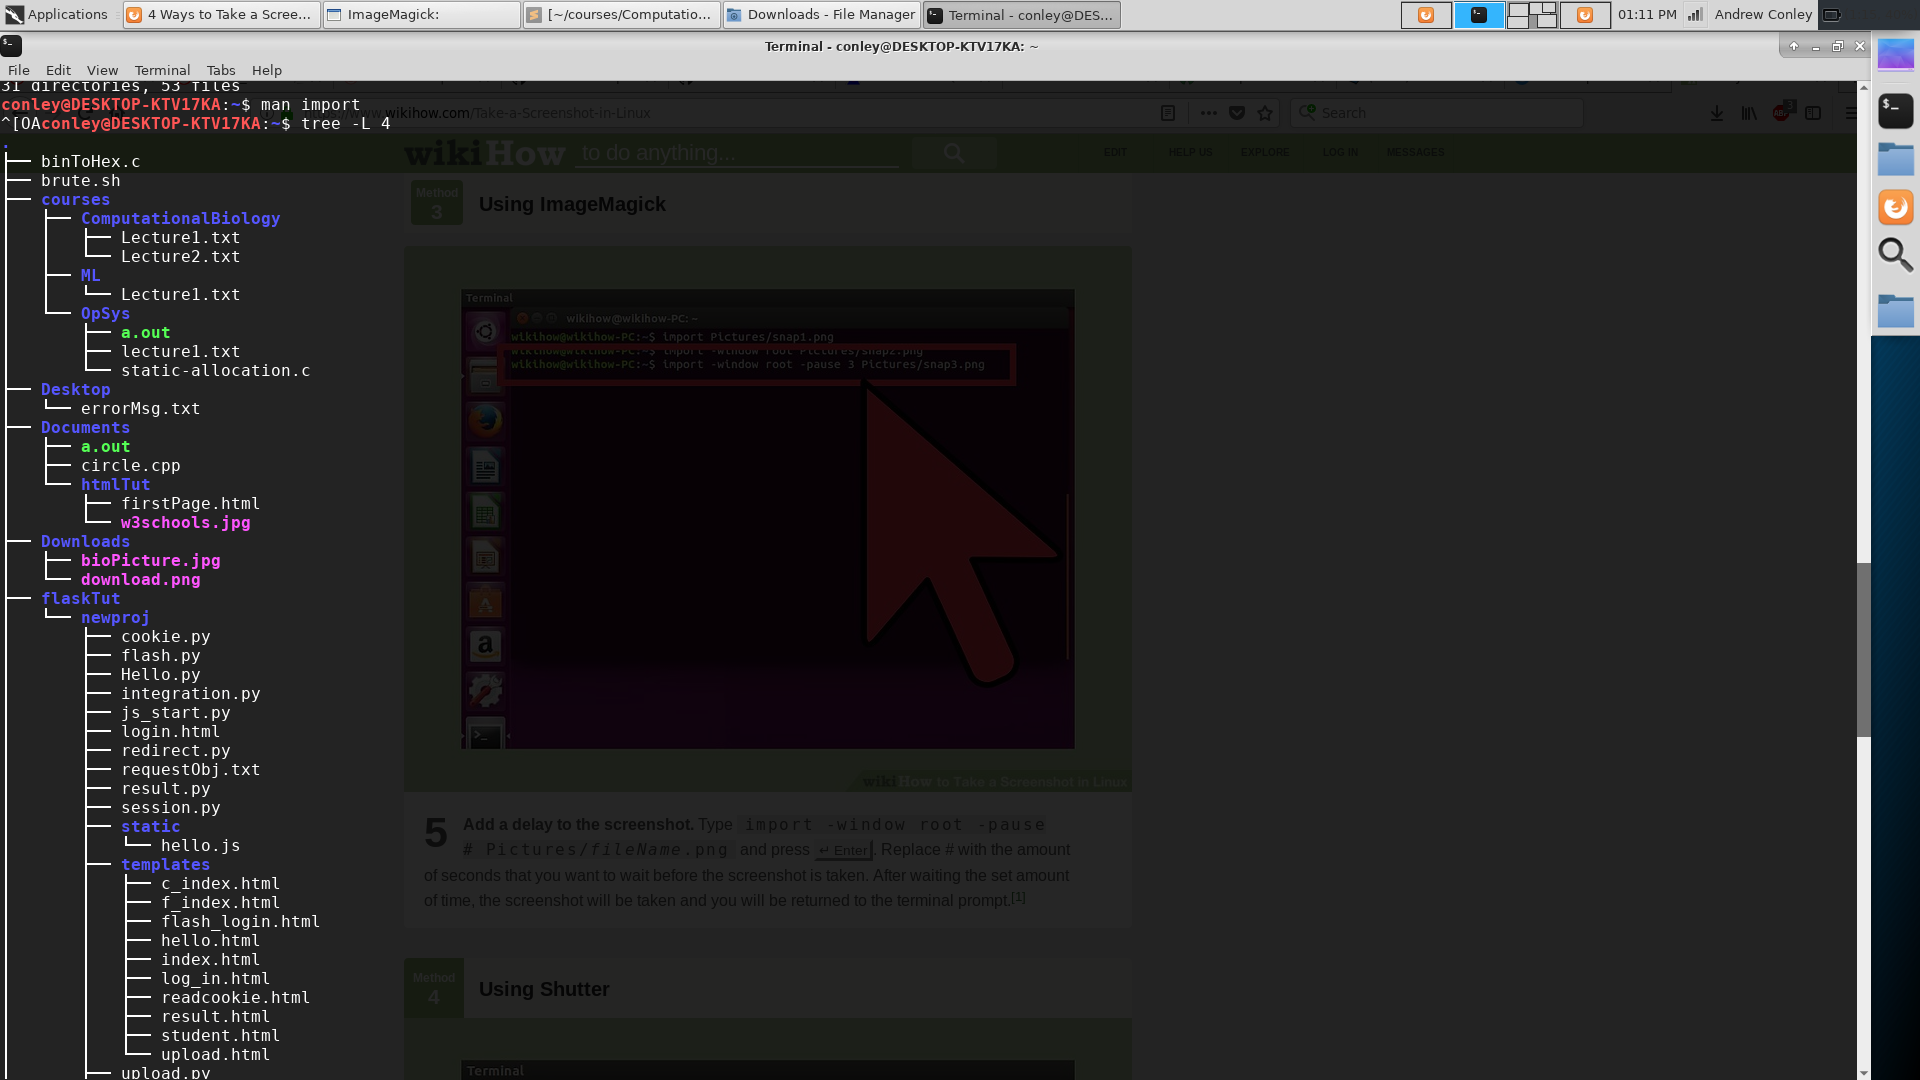 Applications
4 Ways to Take a Scree...
ImageMagick:
[~/courses/Computatio...
Downloads - File Manager
Terminal - conley@DES...
01:11 PM
Andrew Conley
Terminal - conley@DESKTOP-KTV17KA: ~
File Edit View Terminal Tabs Help
31 directories, 53 files
conley@DESKTOP-KTV17KA:~$ man import
^[OAconley@DESKTOP-KTV17KA:~$ tree -L 4
.
├── binToHex.c
├── brute.sh
├── courses
│   ├── ComputationalBiology
│   │   ├── Lecture1.txt
│   │   └── Lecture2.txt
│   ├── ML
│   │   └── Lecture1.txt
│   └── OpSys
│       ├── a.out
│       ├── lecture1.txt
│       └── static-allocation.c
├── Desktop
│   └── errorMsg.txt
├── Documents
│   ├── a.out
│   ├── circle.cpp
│   └── htmlTut
│       ├── firstPage.html
│       └── w3schools.jpg
├── Downloads
│   ├── bioPicture.jpg
│   └── download.png
├── flaskTut
│   └── newproj
│       ├── cookie.py
│       ├── flash.py
│       ├── Hello.py
│       ├── integration.py
│       ├── js_start.py
│       ├── login.html
│       ├── redirect.py
│       ├── requestObj.txt
│       ├── result.py
│       ├── session.py
│       ├── static
│       │   └── hello.js
│       ├── templates
│       │   ├── c_index.html
│       │   ├── f_index.html
│       │   ├── flash_login.html
│       │   ├── hello.html
│       │   ├── index.html
│       │   ├── log_in.html
│       │   ├── readcookie.html
│       │   ├── result.html
│       │   ├── student.html
│       │   └── upload.html
│       ├── upload.py
www.wikihow.com/Take-a-Screenshot-in-Linux
Search
3
wikiHow to do anything...
EDIT HELP US EXPLORE LOG IN MESSAGES
Method
3
Using ImageMagick
Terminal
wikihow@wikihow-PC: ~
wikihow@wikihow-PC:~$ import Pictures/snap1.png
wikihow@wikihow-PC:~$ import -window root Pictures/snap2.png
wikihow@wikihow-PC:~$ import -window root -pause 3 Pictures/snap3.png
wikiHow to Take a Screenshot in Linux
5 Add a delay to the screenshot. Type import -window root -pause
# Pictures/fileName.png and press ↵ Enter. Replace # with the amount
of seconds that you want to wait before the screenshot is taken. After waiting the set amount
of time, the screenshot will be taken and you will be returned to the terminal prompt.[1]
Method
4
Using Shutter
Terminal